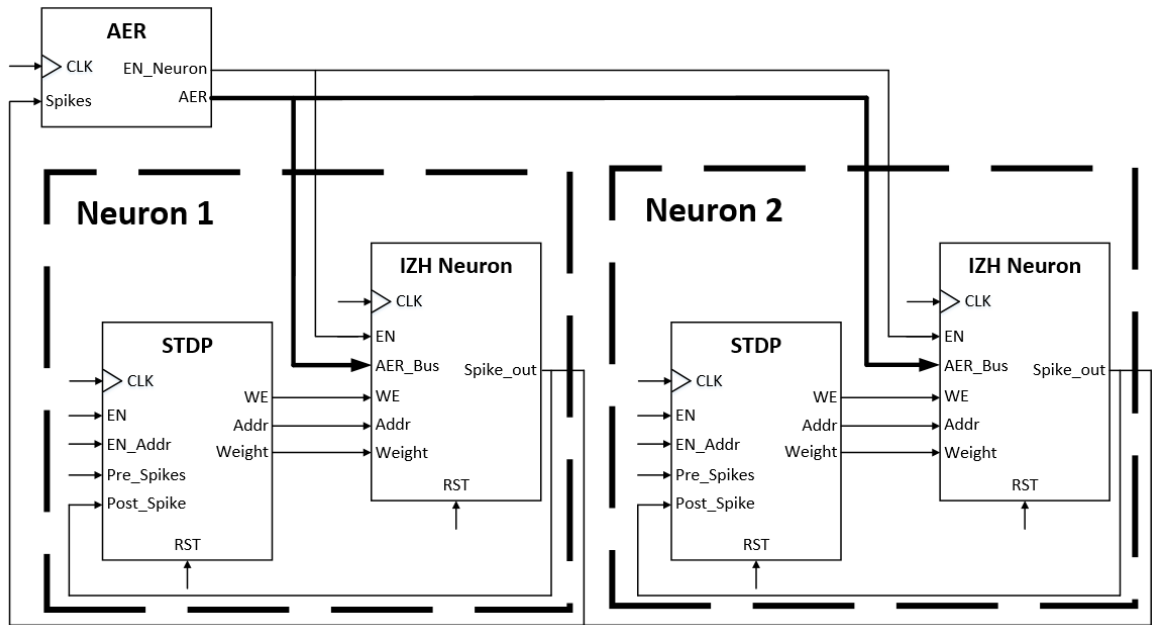 AER
CLK
EN_Neuron
Spikes
AER
Neuron 1
IZH Neuron
CLK
EN
AER_Bus
Spike_out
WE
Addr
Weight
RST
STDP
CLK
EN
EN_Addr
Pre_Spikes
Post_Spike
WE
Addr
Weight
RST
Neuron 2
IZH Neuron
CLK
EN
AER_Bus
Spike_out
WE
Addr
Weight
RST
STDP
CLK
EN
EN_Addr
Pre_Spikes
Post_Spike
WE
Addr
Weight
RST